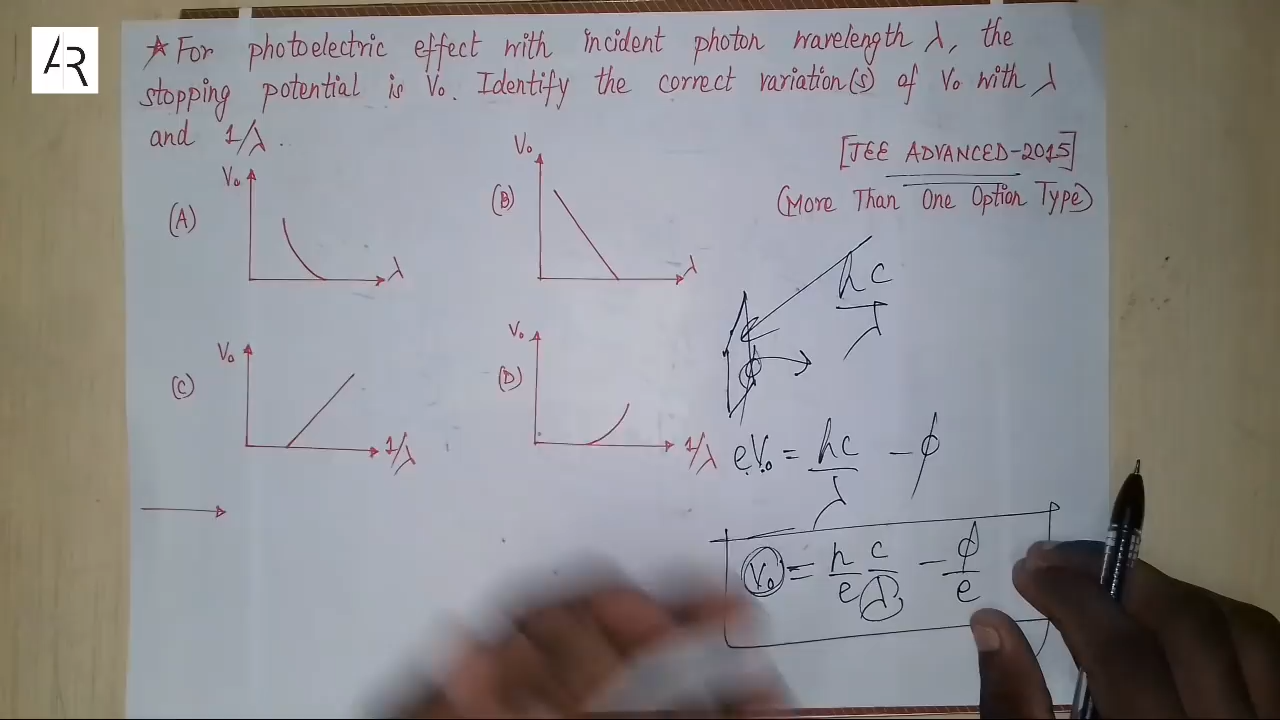 AR
★ For photoelectric effect with incident photon wavelength λ, the
stopping potential is V₀. Identify the correct variation(s) of V₀ with λ
and 1/λ.
[JEE ADVANCED-2015]
(More Than One Option Type)
(A) V₀ λ
(B) V₀ λ
hc/λ
ϕ
(C) V₀ 1/λ
(D) V₀ 1/λ
eV₀ = hc/λ - ϕ
V₀ = h/e c/λ - ϕ/e